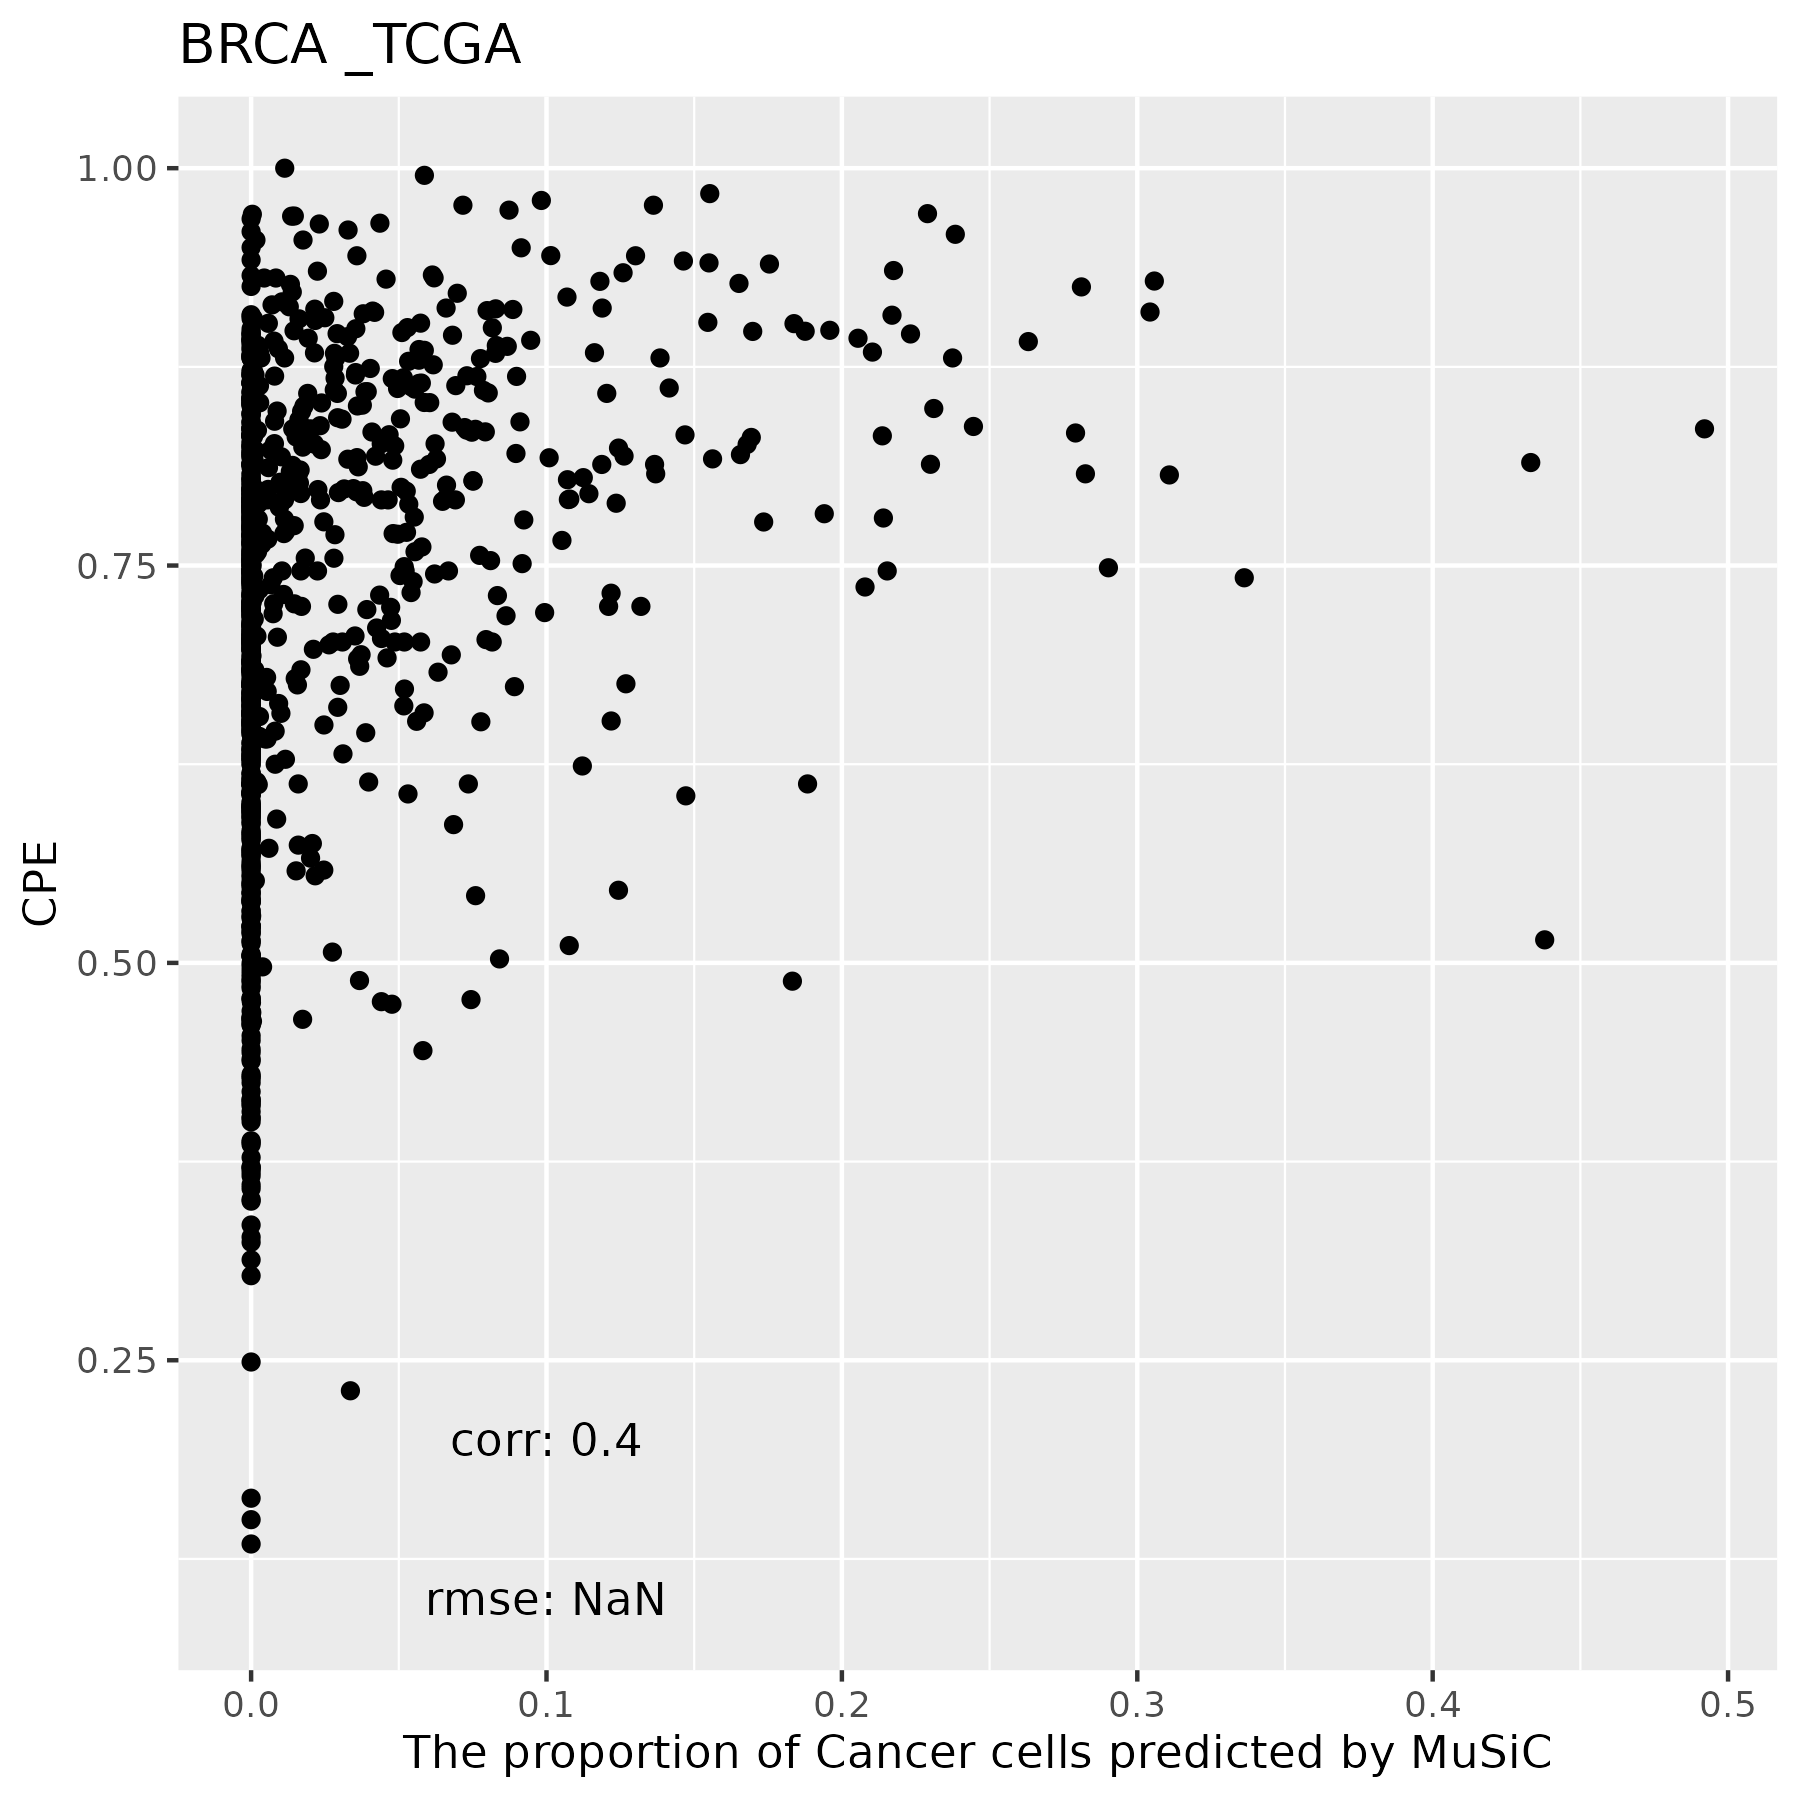 BRCA _TCGA
1.00
0.75
0.50
0.25
CPE
corr: 0.4
rmse: NaN
0.0 0.1 0.2 0.3 0.4 0.5
The proportion of Cancer cells predicted by MuSiC